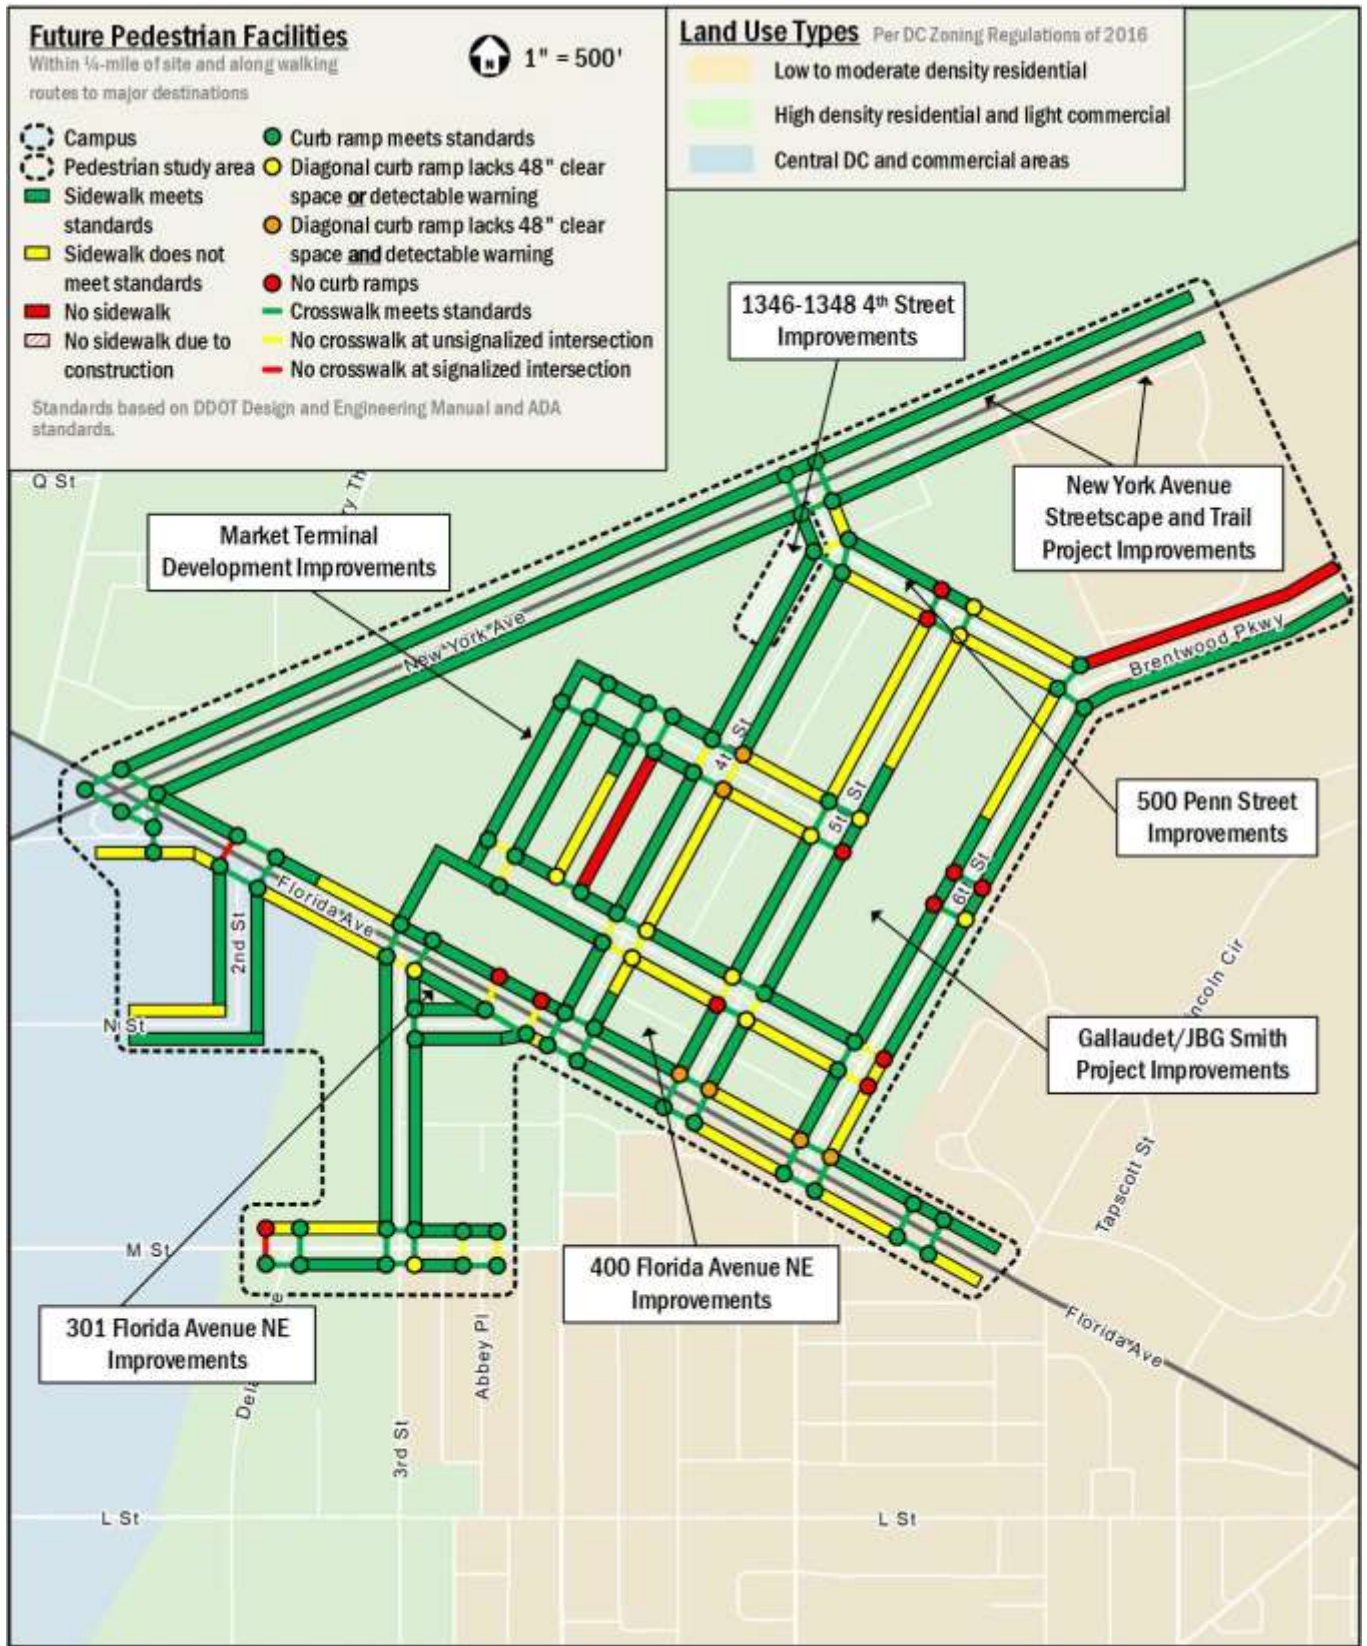 Future Pedestrian Facilities
Within ¼-mile of site and along walking
routes to major destinations
N
1" = 500'
Campus
Pedestrian study area
Sidewalk meets
standards
Sidewalk does not
meet standards
No sidewalk
No sidewalk due to
construction
Curb ramp meets standards
Diagonal curb ramp lacks 48" clear
space or detectable warning
Diagonal curb ramp lacks 48" clear
space and detectable warning
No curb ramps
Crosswalk meets standards
No crosswalk at unsignalized intersection
No crosswalk at signalized intersection
Standards based on DDOT Design and Engineering Manual and ADA
standards.
Land Use Types Per DC Zoning Regulations of 2016
Low to moderate density residential
High density residential and light commercial
Central DC and commercial areas
1346-1348 4th Street
Improvements
New York Avenue
Streetscape and Trail
Project Improvements
Q St
ry Th
Market Terminal
Development Improvements
New York Ave
Brentwood Pkwy
4t
St
5t
St
500 Penn Street
Improvements
6t
St
Florida Ave
2nd St
N St
incoln Cir
Gallaudet/JBG Smith
Project Improvements
Tapscott St
M St
400 Florida Avenue NE
Improvements
301 Florida Avenue NE
Improvements
Florida Ave
Dela
e
Abbey Pl
3rd St
L St
L St